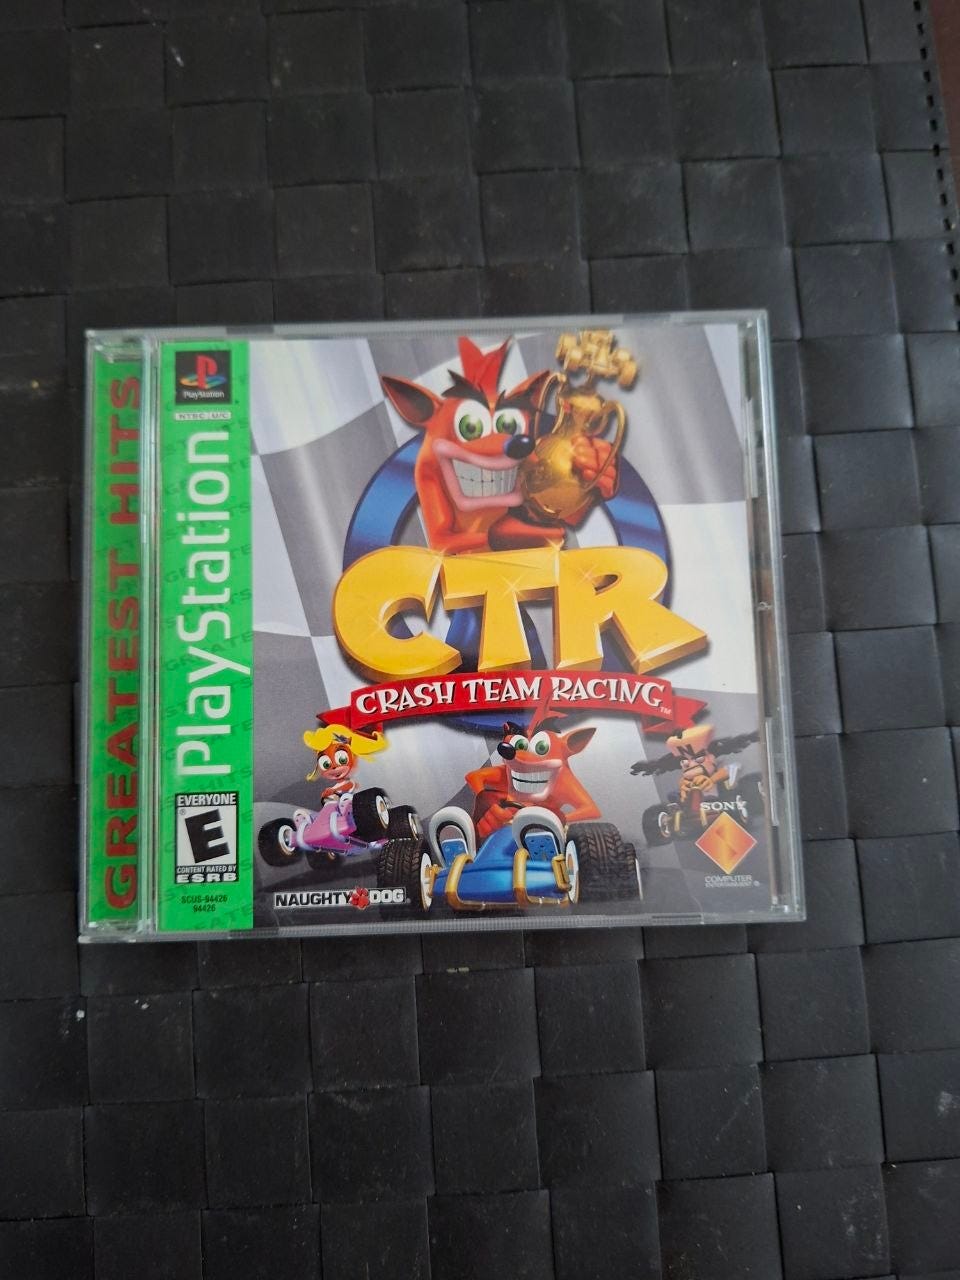 GREATEST HITS
PlayStation
NTSC U/C
PlayStation
EVERYONE
E
CONTENT RATED BY
ESRB
SCUS-94426
94426
CTR
CRASH TEAM RACING
TM
NAUGHTY DOG
SONY
COMPUTER
ENTERTAINMENT